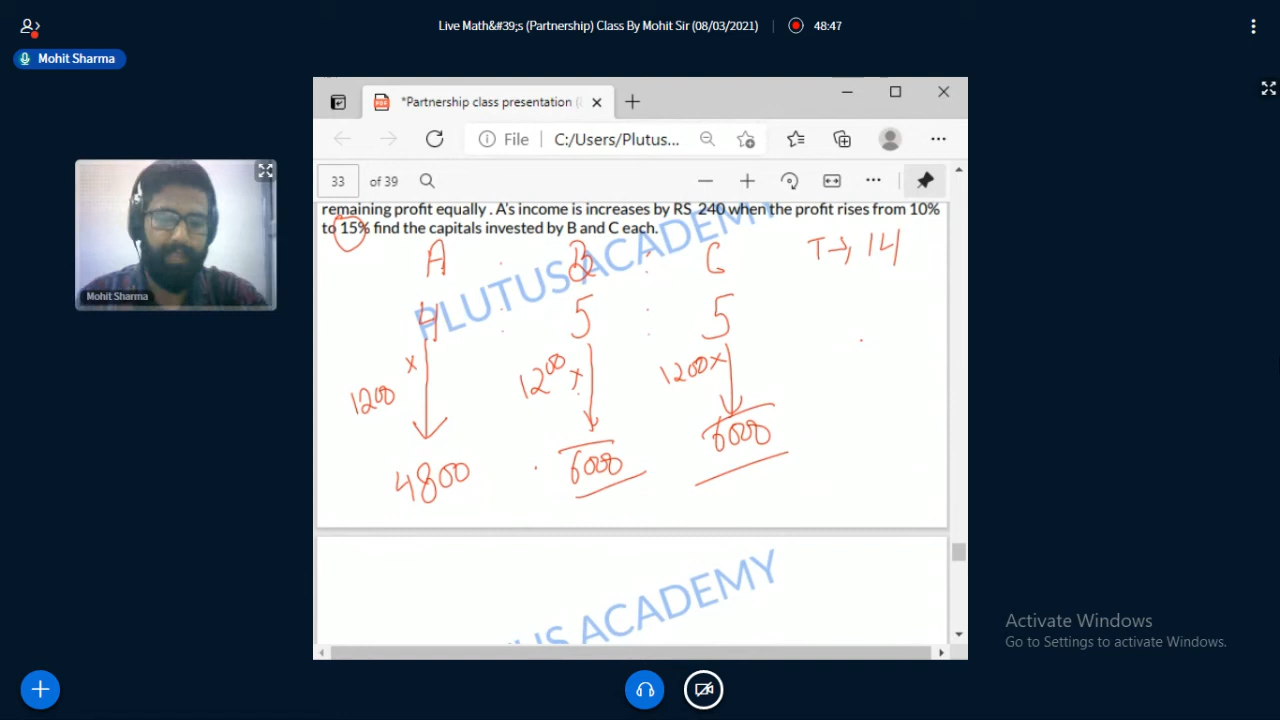 Live Math&#39;s (Partnership) Class By Mohit Sir (08/03/2021)
48:47
Mohit Sharma
*Partnership class presentation (
File
C:/Users/Plutus...
33
of 39
Mohit Sharma
remaining profit equally . A's income is increases by RS 240 when the profit rises from 10%
to 15% find the capitals invested by B and C each.
PLUTUS ACADEMY
A : B : C
T → 14
4 : 5 : 5
1200 ×
1200 ×
1200 ×
4800
6000
6000
PLUTUS ACADEMY
Activate Windows
Go to Settings to activate Windows.